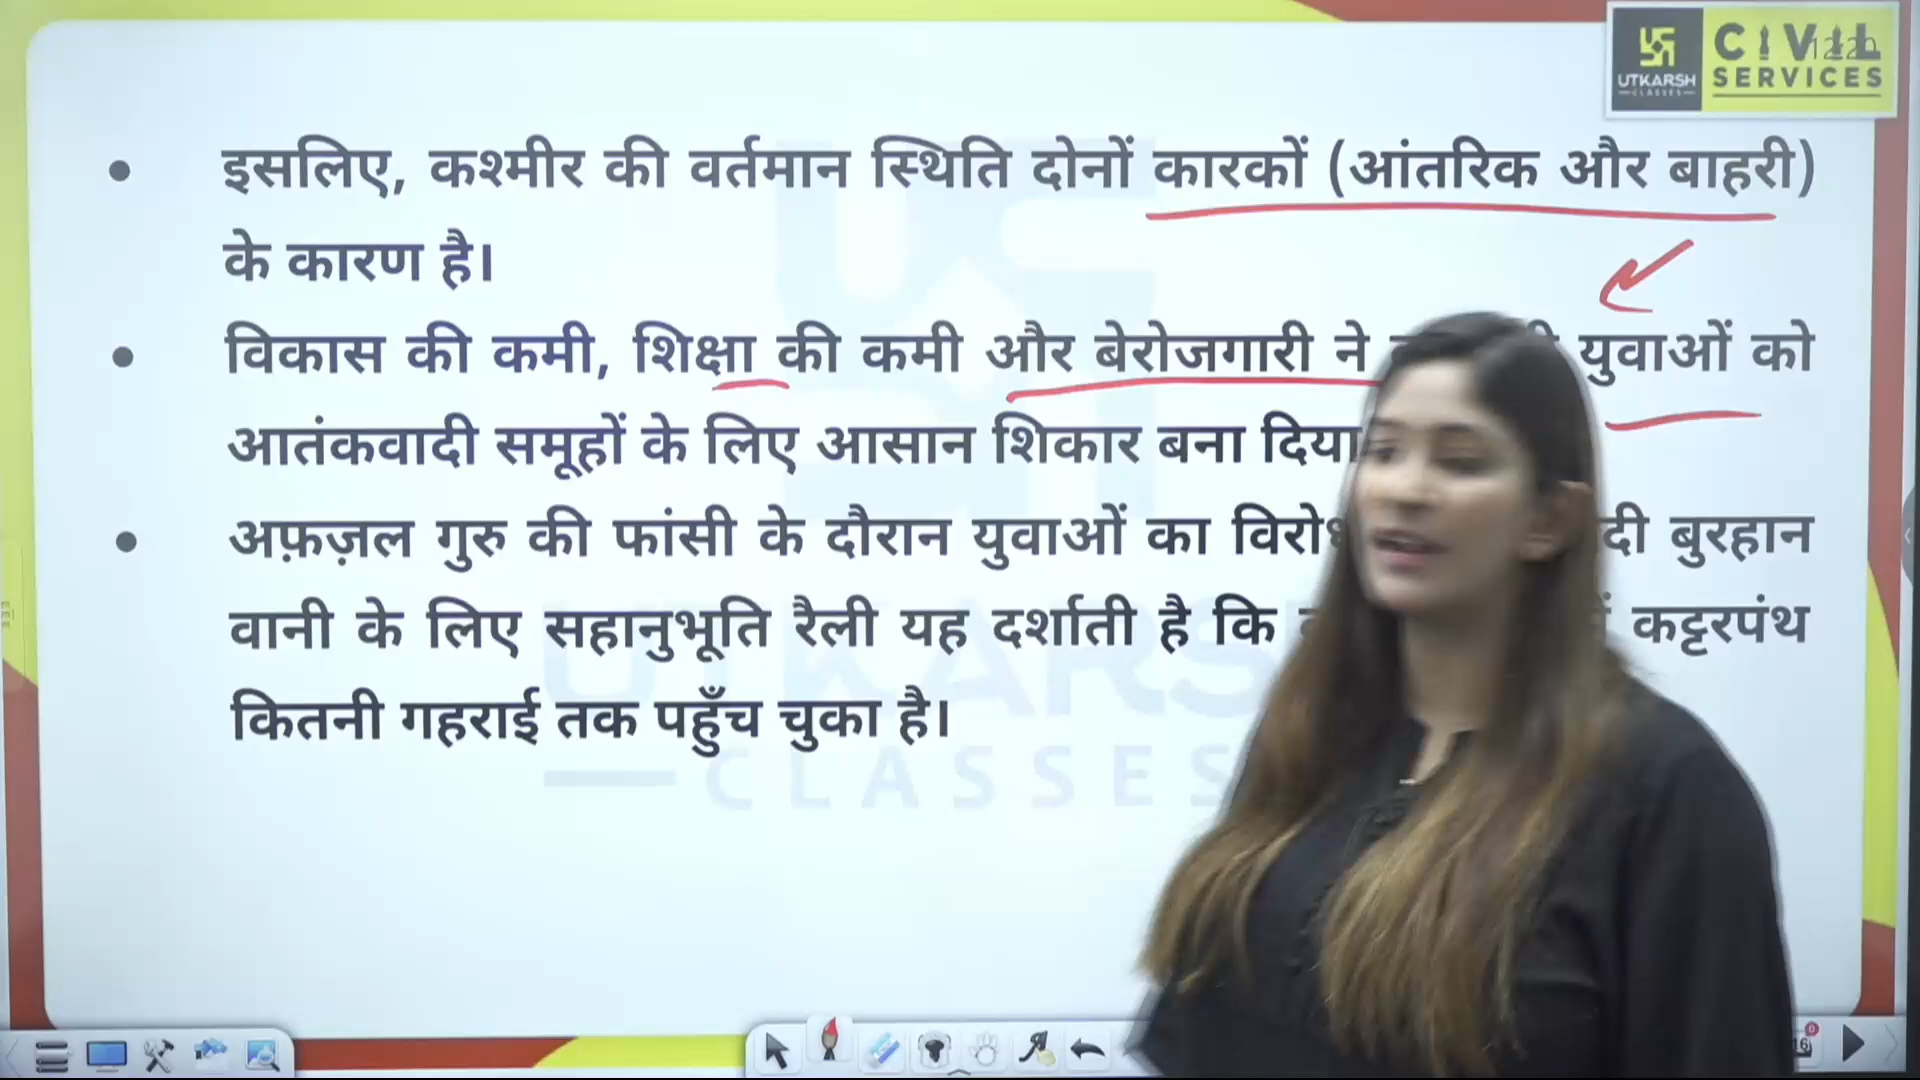 UTKARSH
CLASSES
CIVIL
SERVICES
• इसलिए, कश्मीर की वर्तमान स्थिति दोनों कारकों (आंतरिक और बाहरी)
के कारण है।
• विकास की कमी, शिक्षा की कमी और बेरोजगारी ने युवाओं को
आतंकवादी समूहों के लिए आसान शिकार बना दिया
• अफ़ज़ल गुरु की फांसी के दौरान युवाओं का बुरहान
वानी के लिए सहानुभूति रैली यह दर्शाती है कि कट्टरपंथ
कितनी गहराई तक पहुँच चुका है।
CLASSES